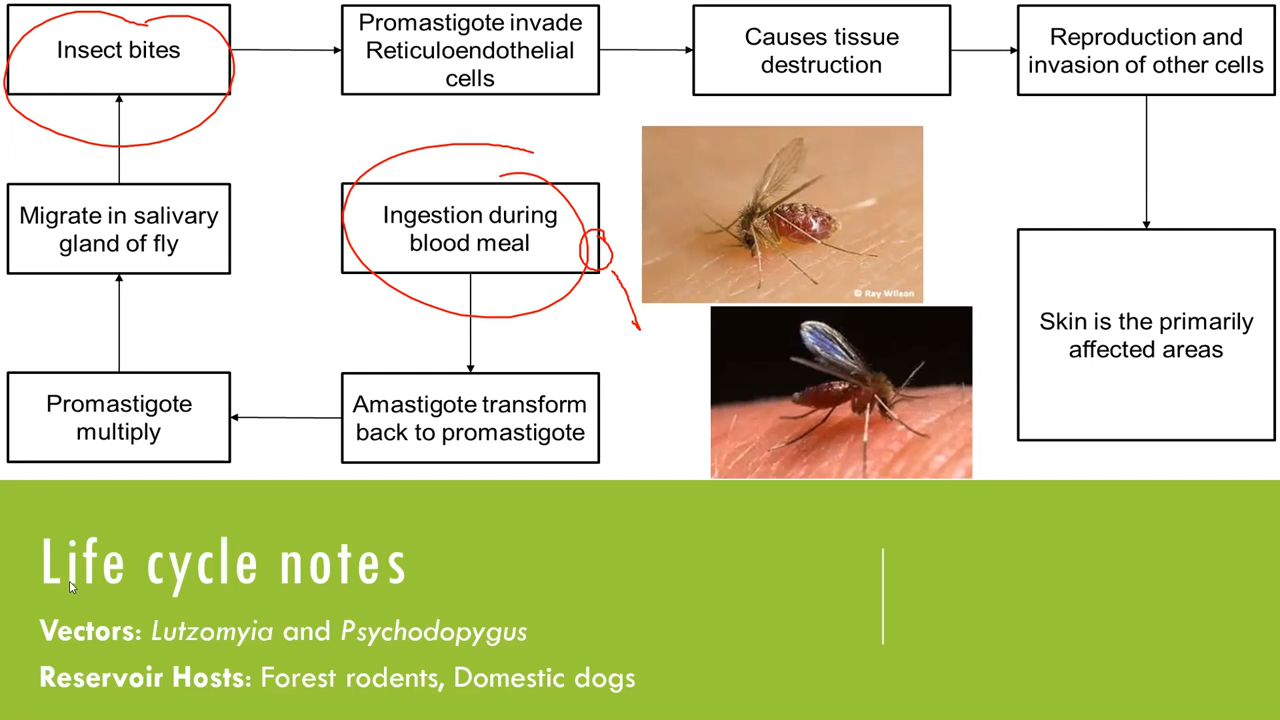 Insect bites
Promastigote invade
Reticuloendothelial
cells
Causes tissue
destruction
Reproduction and
invasion of other cells
Migrate in salivary
gland of fly
Ingestion during
blood meal
© Ray Wilson
Skin is the primarily
affected areas
Promastigote
multiply
Amastigote transform
back to promastigote
Life cycle notes
Vectors: Lutzomyia and Psychodopygus
Reservoir Hosts: Forest rodents, Domestic dogs